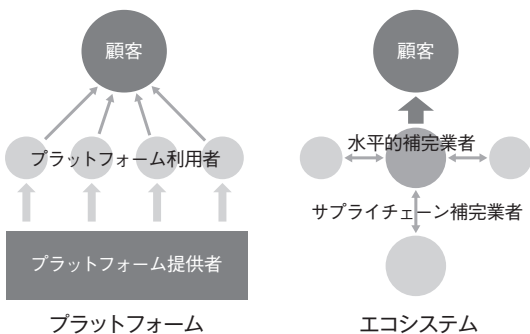 顧客
プラットフォーム利用者
プラットフォーム提供者
プラットフォーム
顧客
水平的補完業者
サプライチェーン補完業者
エコシステム